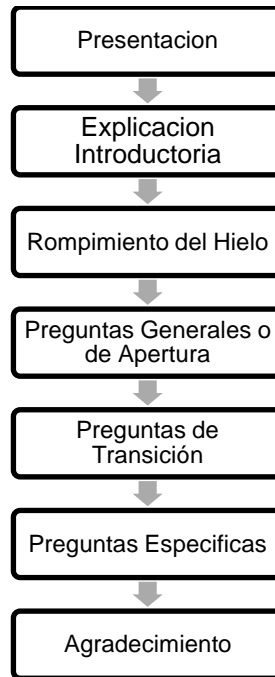 Presentacion
Explicacion
Introductoria
Rompimiento del Hielo
Preguntas Generales o
de Apertura
Preguntas de
Transición
Preguntas Especificas
Agradecimiento